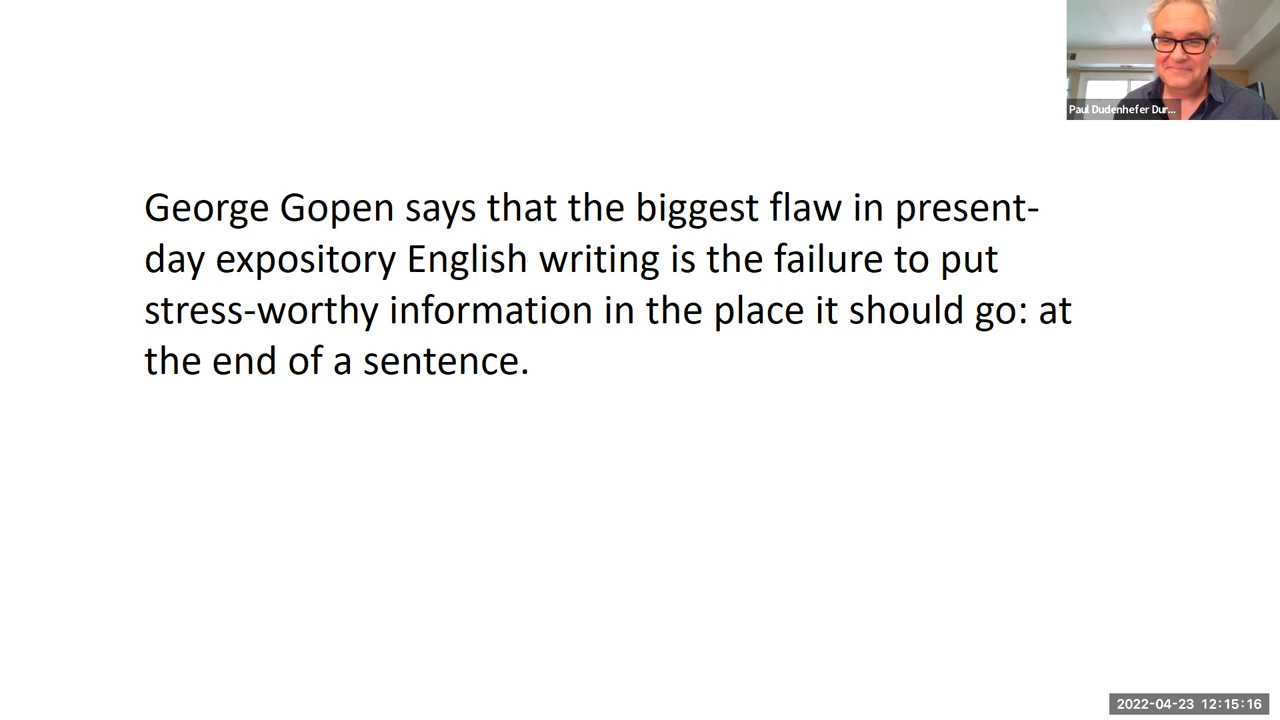 Paul Dudenhefer Dur...
George Gopen says that the biggest flaw in present-
day expository English writing is the failure to put
stress-worthy information in the place it should go: at
the end of a sentence.
2022-04-23 12:15:16